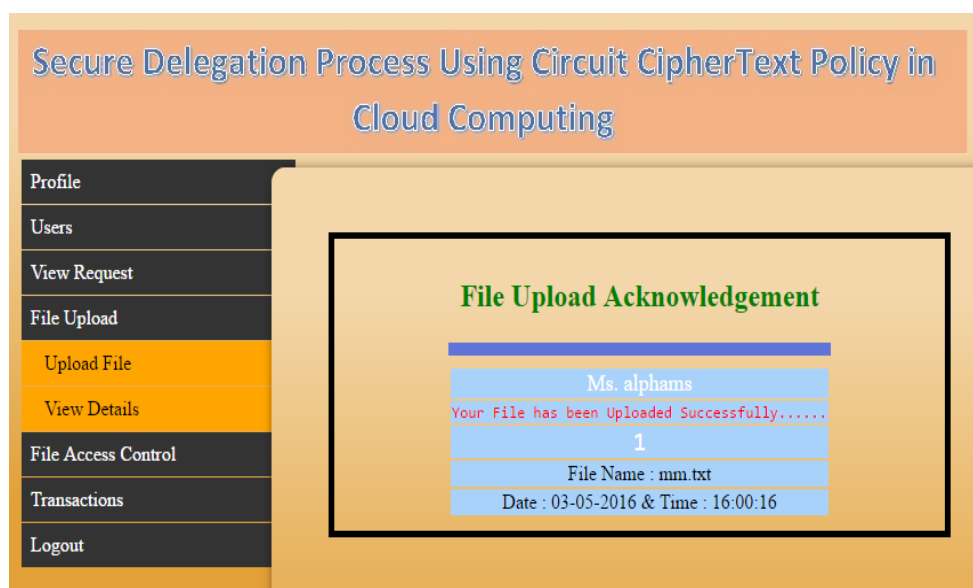 Secure Delegation Process Using Circuit CipherText Policy in
Cloud Computing
Profile
Users
View Request
File Upload
Upload File
View Details
File Access Control
Transactions
Logout
File Upload Acknowledgement
Ms. alphams
Your File has been Uploaded Successfully......
1
File Name : mm.txt
Date : 03-05-2016 & Time : 16:00:16